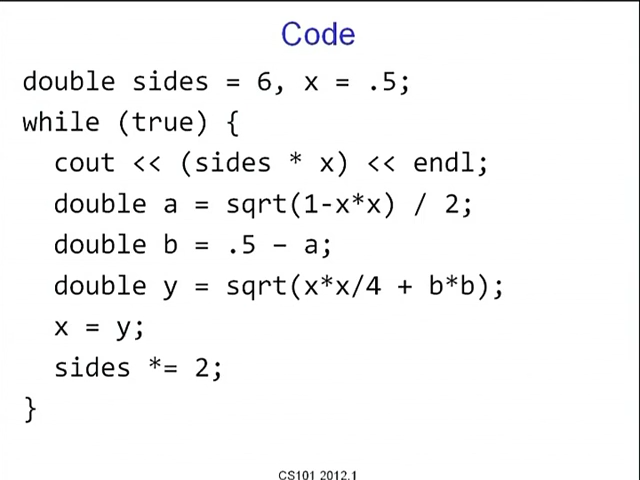 Code
double sides = 6, x = .5;
while (true) {
cout << (sides * x) << endl;
double a = sqrt(1-x*x) / 2;
double b = .5 – a;
double y = sqrt(x*x/4 + b*b);
x = y;
sides *= 2;
}
CS101 2012.1